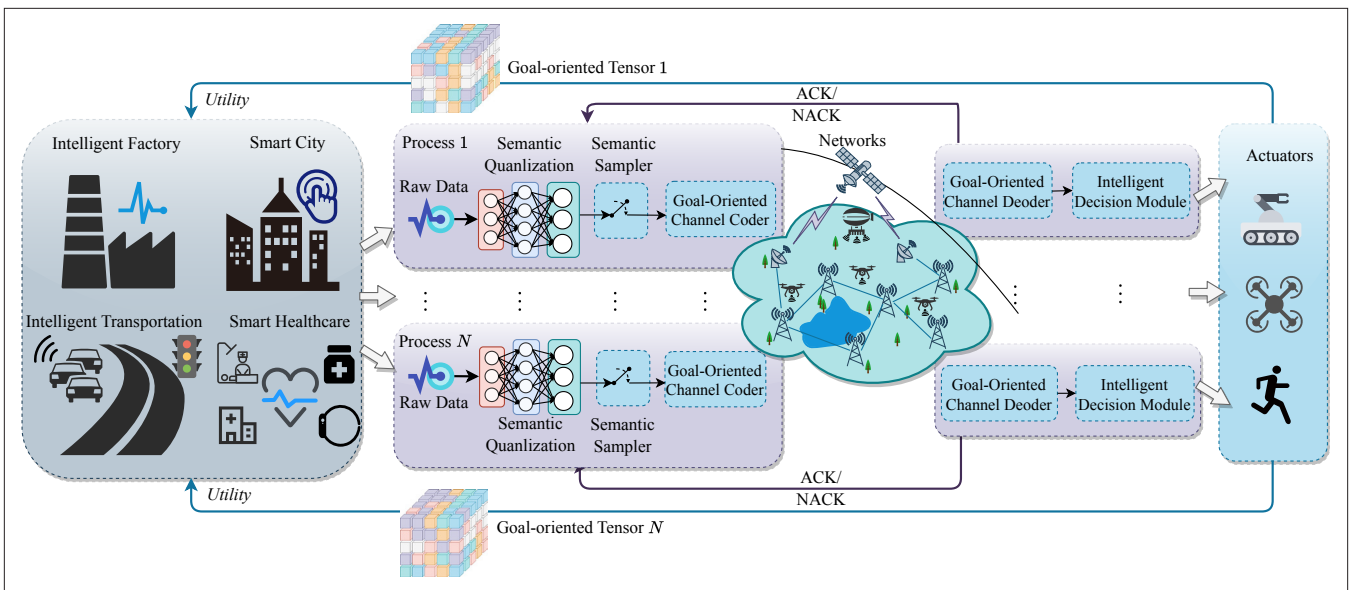 Goal-oriented Tensor 1
Utility
ACK/
NACK
Intelligent Factory
Smart City
Intelligent Transportation
Smart Healthcare
Process 1
Semantic
Quanlization
Semantic
Sampler
Raw Data
Goal-Oriented
Channel Coder
Networks
Goal-Oriented
Channel Deoder
Intelligent
Decision Module
Actuators
Process N
Raw Data
Semantic
Quanlization
Semantic
Sampler
Goal-Oriented
Channel Coder
Goal-Oriented
Channel Deoder
Intelligent
Decision Module
ACK/
NACK
Utility
Goal-oriented Tensor N